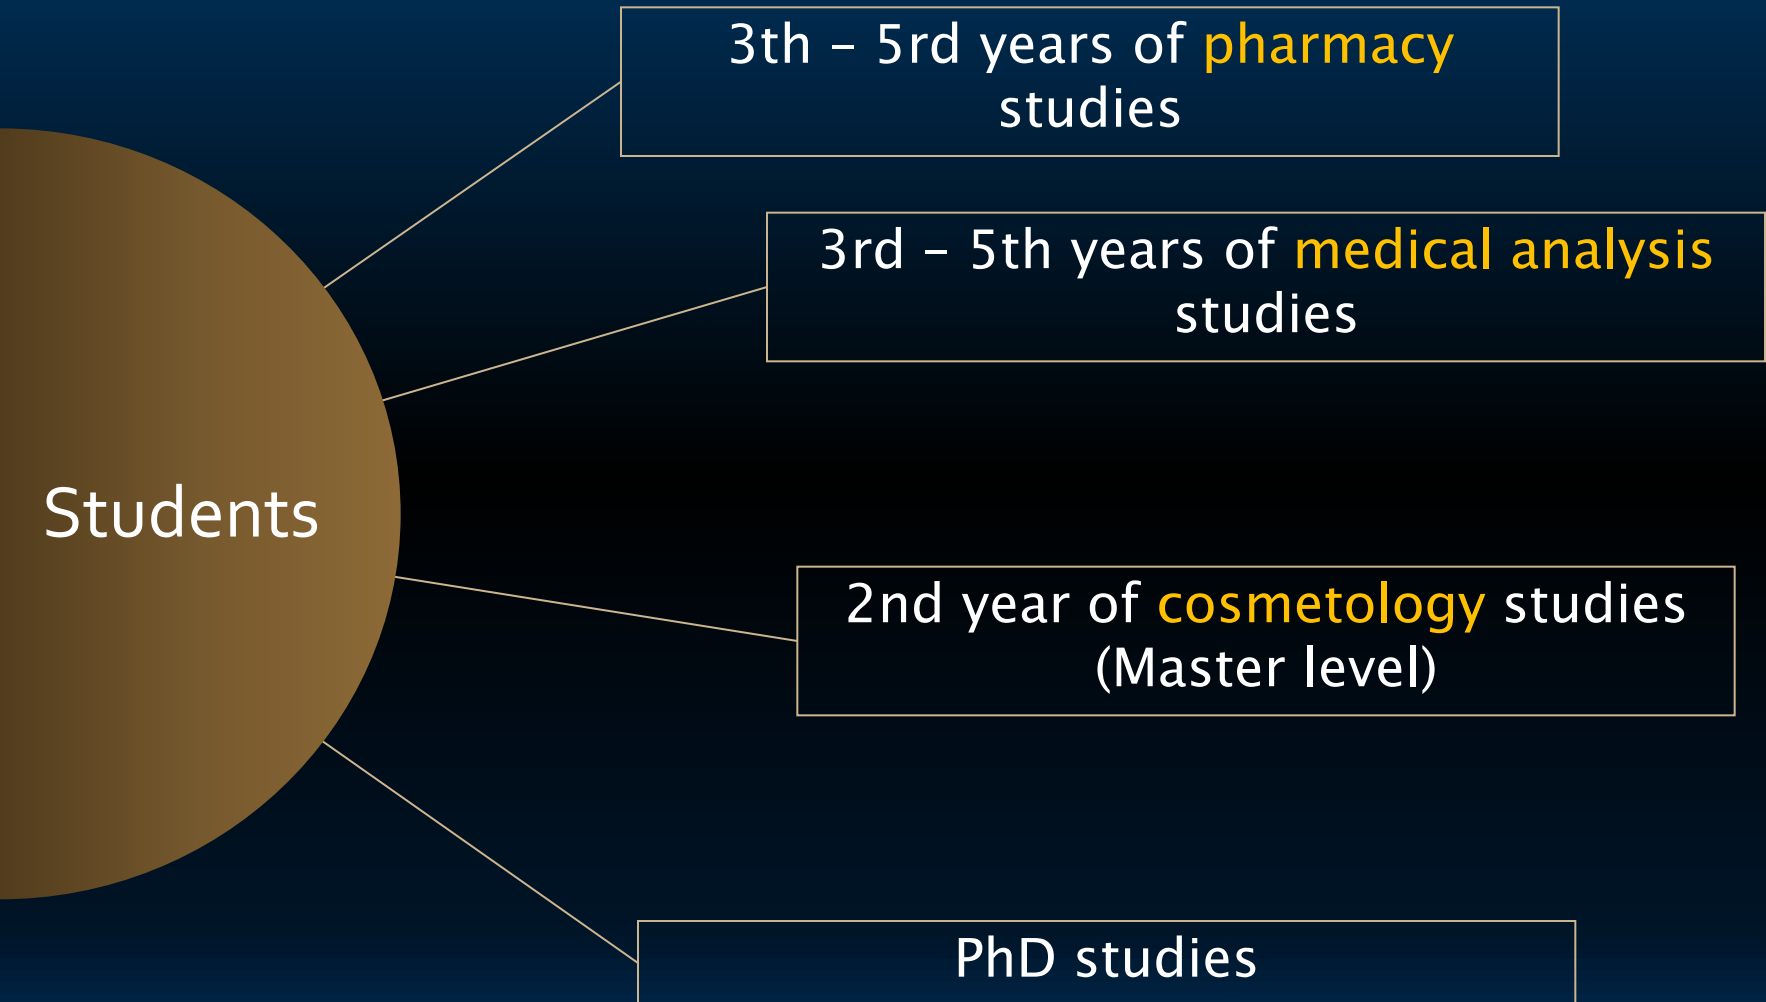 3th – 5rd years of pharmacy
studies
3rd – 5th years of medical analysis
studies
Students
2nd year of cosmetology studies
(Master level)
PhD studies